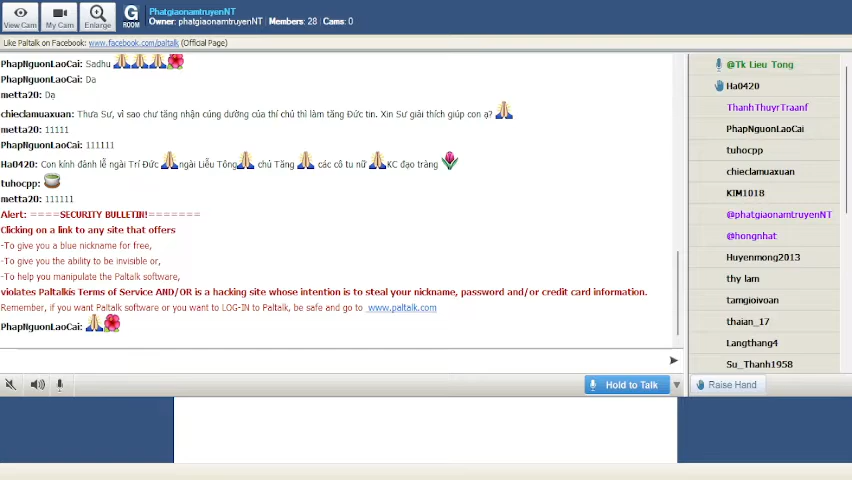 View Cam
My Cam
Enlarge
G
ROOM
PhatgiaonamtruyenNT
Owner: phatgiaonamtruyenNT | Members: 28 | Cams: 0
Like Paltalk on Facebook: www.facebook.com/paltalk (Official Page)
PhapNguonLaoCai: Sadhu
PhapNguonLaoCai: Dạ
metta20: Dạ
chieclamuaxuan: Thưa Sư, vì sao chư tăng nhận cúng dường của thí chủ thì làm tăng Đức tin. Xin Sư giải thích giúp con ạ?
metta20: 11111
PhapNguonLaoCai: 111111
Ha0420: Con kính đảnh lễ ngài Trí Đức ngài Liễu Tông chú Tăng các cô tu nữ KC đạo tràng
tuhocpp:
metta20: 111111
Alert: ====SECURITY BULLETIN!=======
Clicking on a link to any site that offers
-To give you a blue nickname for free,
-To give you the ability to be invisible or,
-To help you manipulate the Paltalk software,
violates Paltalkís Terms of Service AND/OR is a hacking site whose intention is to steal your nickname, password and/or credit card information.
Remember, if you want Paltalk software or you want to LOG-IN to Paltalk, be safe and go to www.paltalk.com
PhapNguonLaoCai:
Hold to Talk
@Tk Lieu Tong
Ha0420
ThanhThuyrTraanf
PhapNguonLaoCai
tuhocpp
chieclamuaxuan
KIM1018
@phatgiaonamtruyenNT
@hongnhat
Huyenmong2013
thy lam
tamgioivoan
thaian_17
Langthang4
Su_Thanh1958
Raise Hand